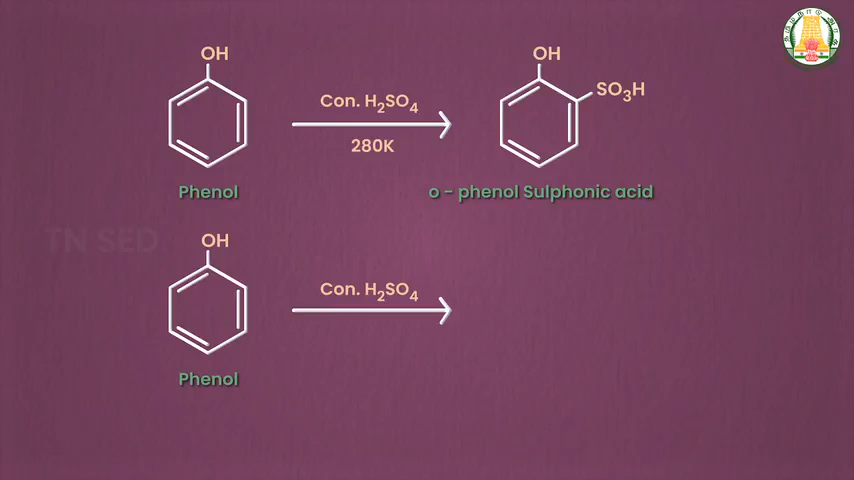 OH
Con. H₂SO₄
280K
Phenol
OH
SO₃H
o - phenol Sulphonic acid
TN SED
OH
Con. H₂SO₄
Phenol